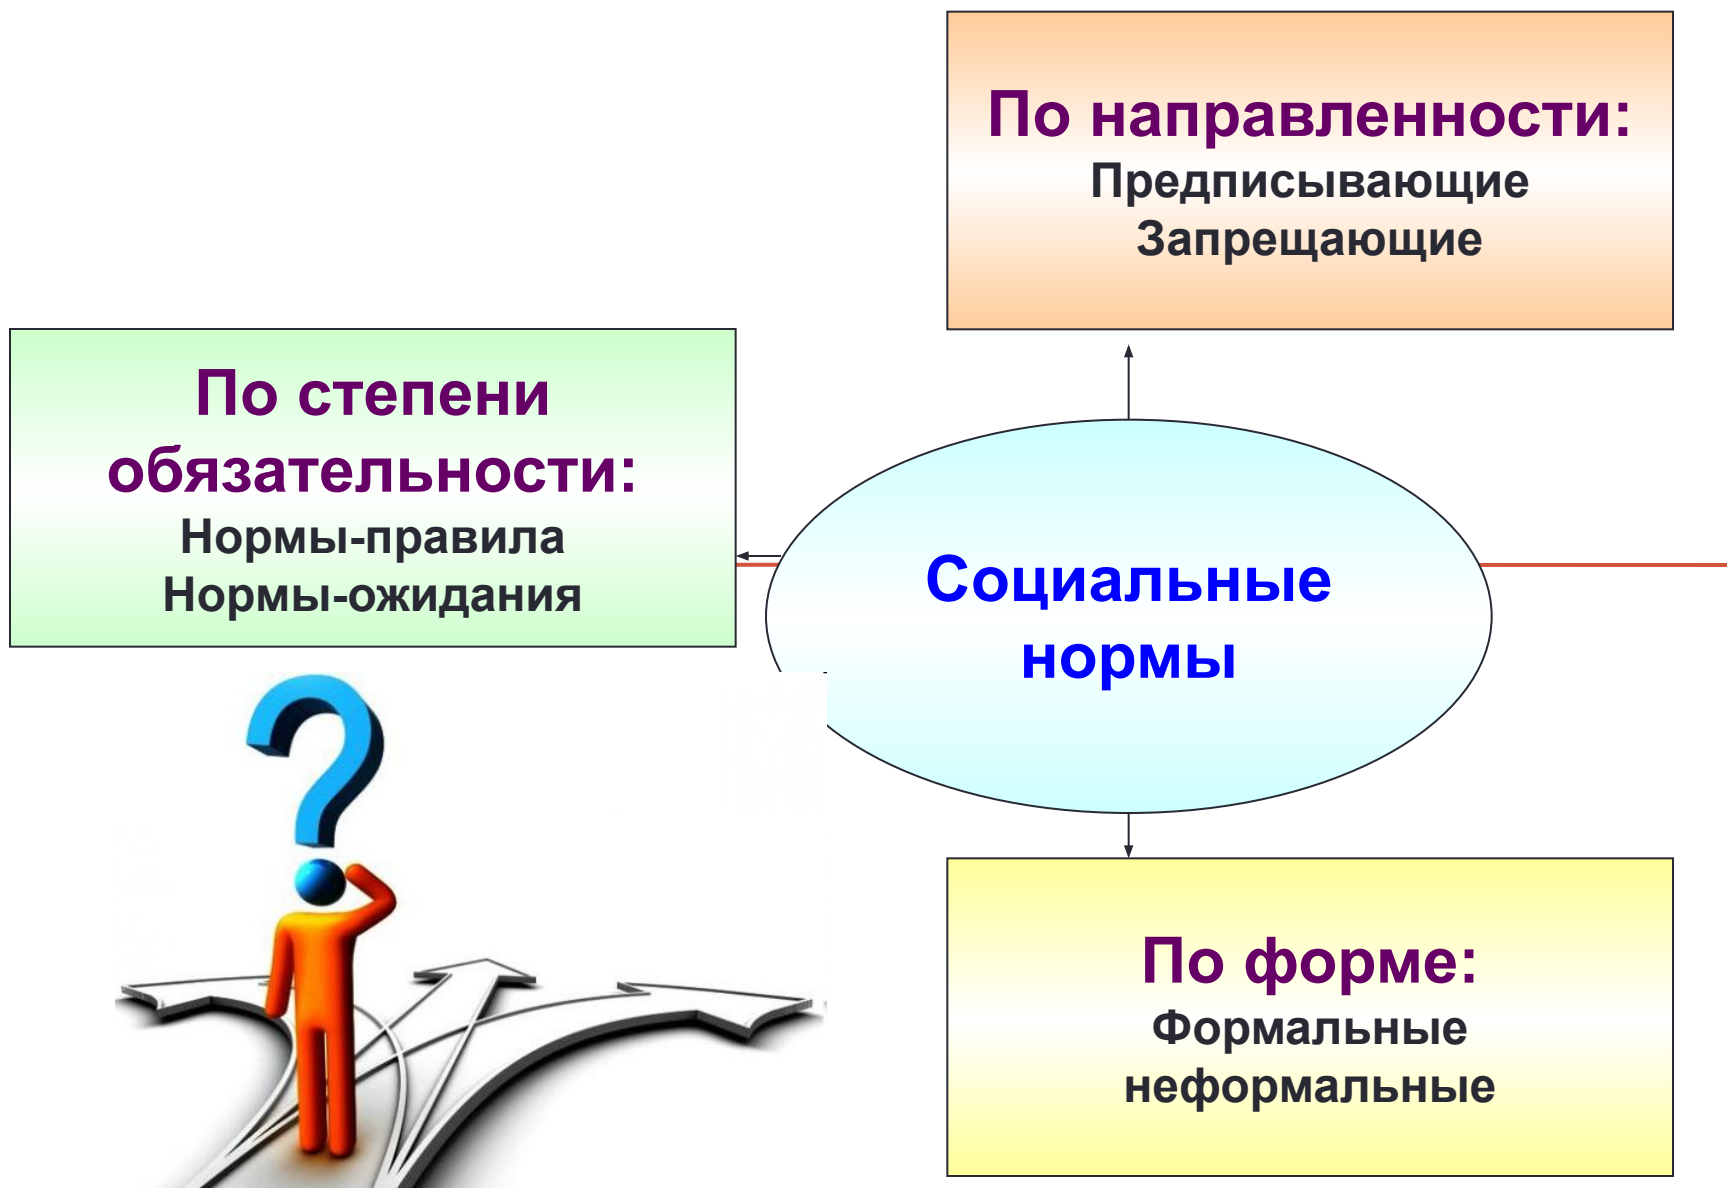 По направленности:
Предписывающие
Запрещающие
По степени
обязательности:
Нормы-правила
Нормы-ожидания
Социальные
нормы
По форме:
Формальные
неформальные